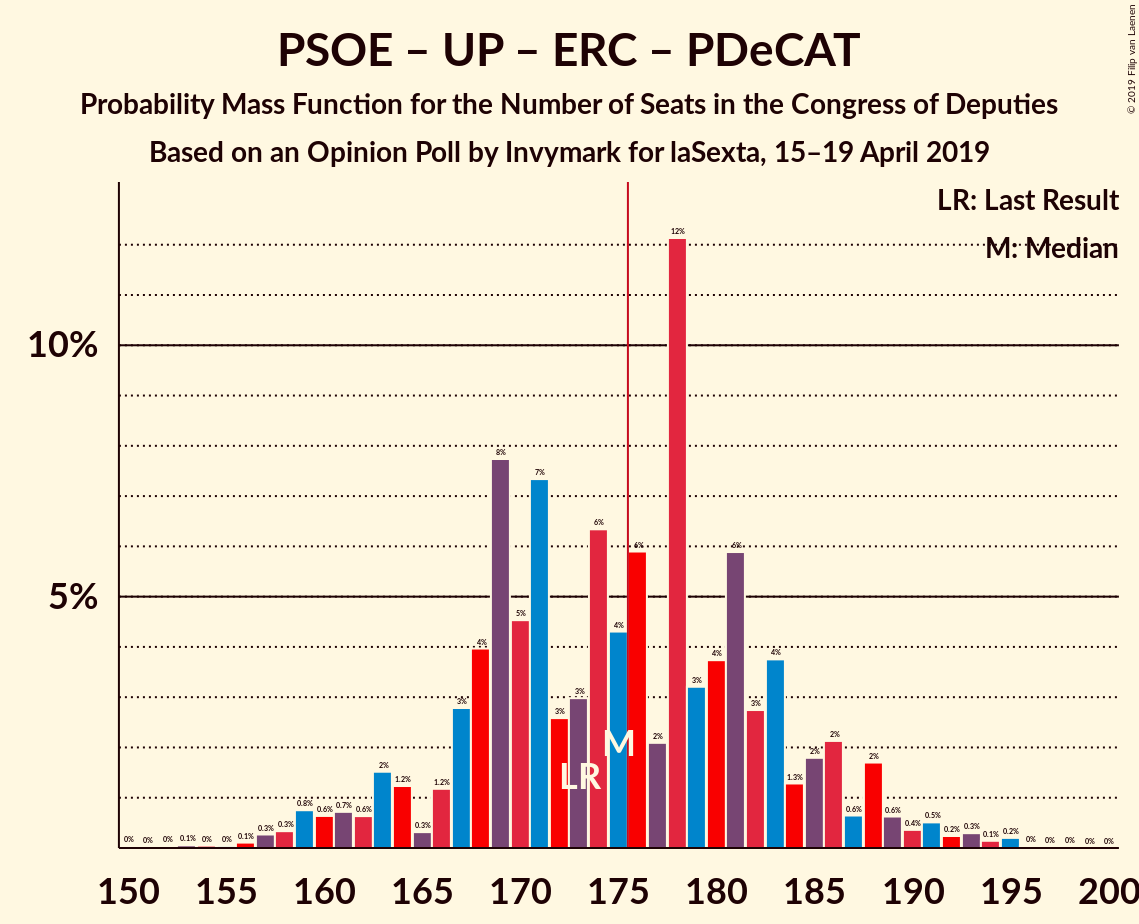 PSOE – UP – ERC – PDeCAT
Probability Mass Function for the Number of Seats in the Congress of Deputies
Based on an Opinion Poll by Invymark for laSexta, 15–19 April 2019
© 2019 Filip van Laenen
LR: Last Result
M: Median
10%
5%
0% 0% 0% 0.1% 0% 0% 0.1% 0.3% 0.3% 0.8% 0.6% 0.7% 0.6% 2% 1.2% 0.3% 1.2% 3% 4% 8% 5% 7% 3% 3% 6% 4% 6% 2% 12% 3% 4% 6% 3% 4% 1.3% 2% 2% 0.6% 2% 0.6% 0.4% 0.5% 0.2% 0.3% 0.1% 0.2% 0% 0% 0% 0% 0%
M
LR
150 155 160 165 170 175 180 185 190 195 200